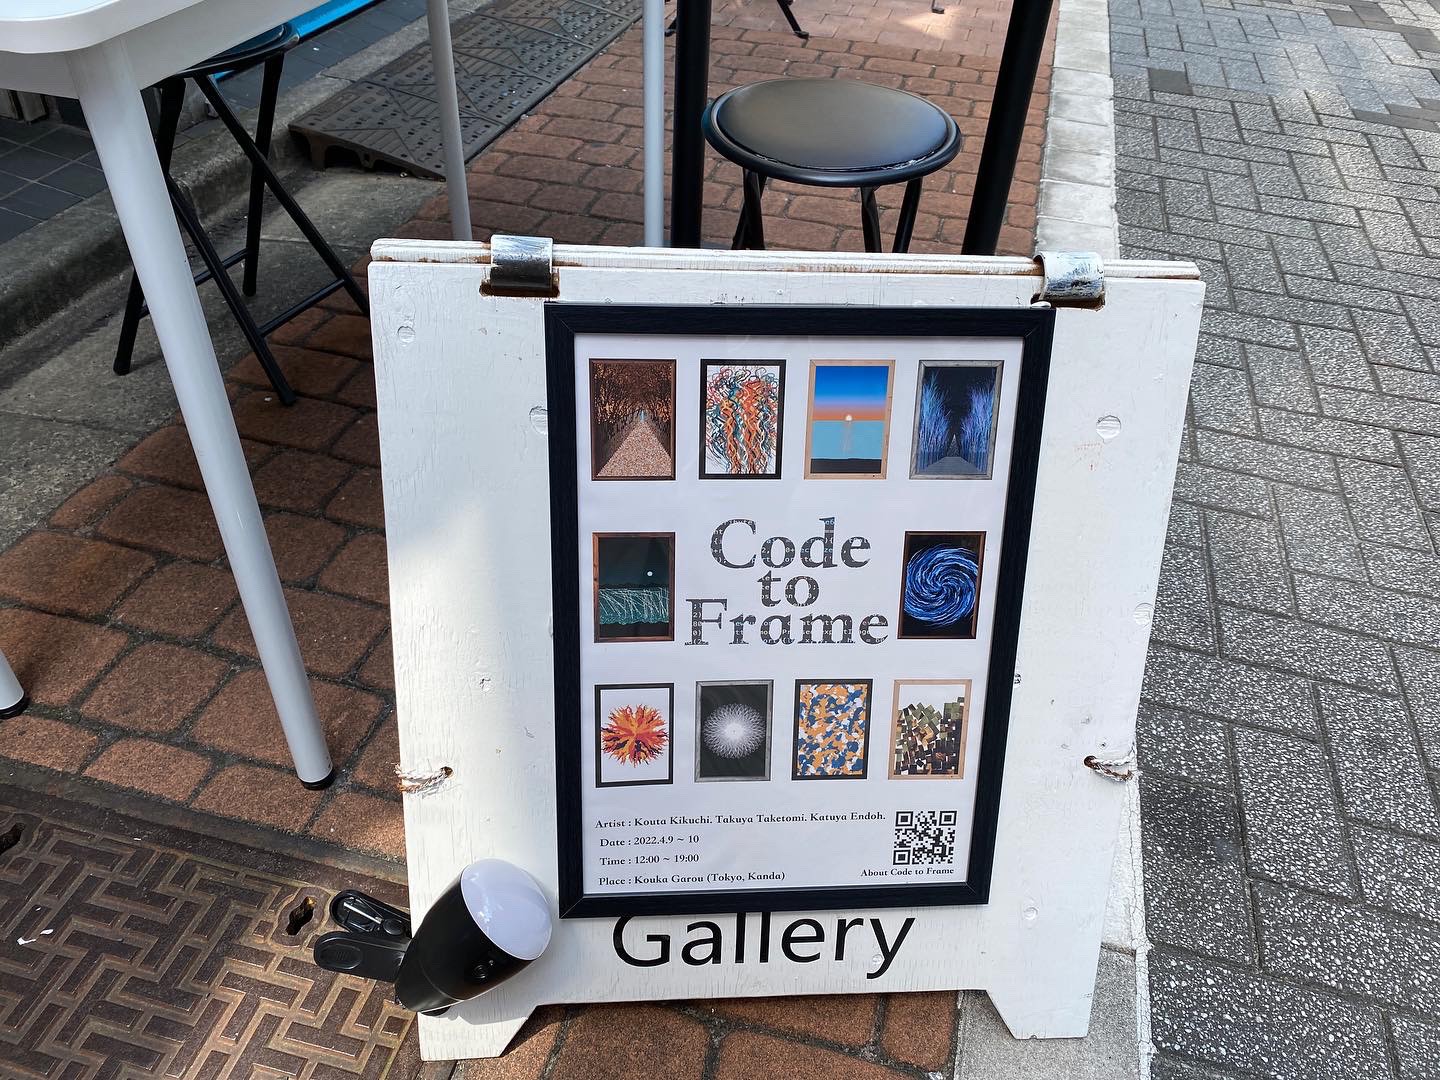 Code
to
Frame
Artist : Kouta Kikuchi. Takuya Taketomi. Katuya Endoh.
Date : 2022.4.9 ~ 10
Time : 12:00 ~ 19:00
Place : Kouka Garou (Tokyo, Kanda)
About Code to Frame
Gallery